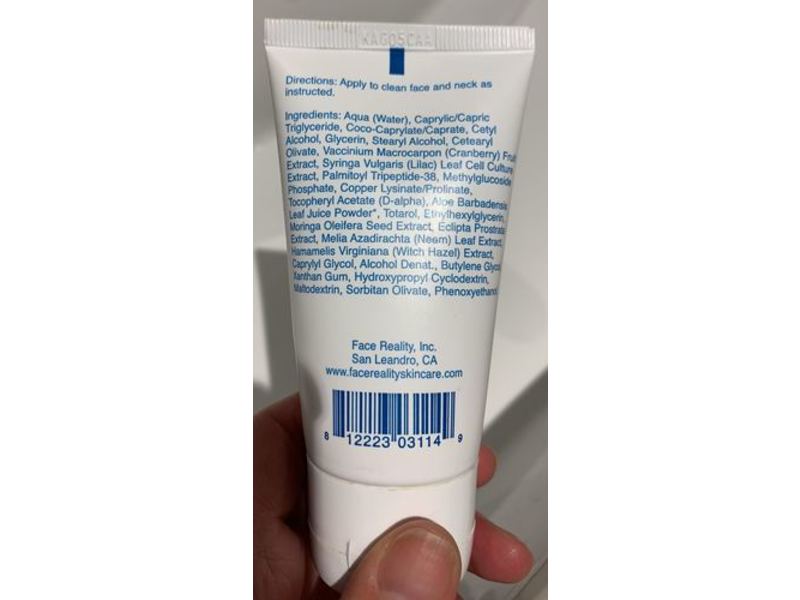 KAG05CAA
Directions: Apply to clean face and neck as
instructed.
Ingredients: Aqua (Water), Caprylic/Capric
Triglyceride, Coco-Caprylate/Caprate, Cetyl
Alcohol, Glycerin, Stearyl Alcohol, Cetearyl
Olivate, Vaccinium Macrocarpon (Cranberry) Fru
Extract, Syringa Vulgaris (Lilac) Leaf Cell Culture
Extract, Palmitoyl Tripeptide-38, Methylglucoside
Phosphate, Copper Lysinate/Prolinate,
Tocopheryl Acetate (D-alpha), Aloe Barbadensis
Leaf Juice Powder*, Totarol, Ethylhexylglycerin,
Moringa Oleifera Seed Extract, Eclipta Prostrata
Extract, Melia Azadirachta (Neem) Leaf Extract,
Hamamelis Virginiana (Witch Hazel) Extract,
Caprylyl Glycol, Alcohol Denat., Butylene Glyco
Xanthan Gum, Hydroxypropyl Cyclodextrin,
Maltodextrin, Sorbitan Olivate, Phenoxyethanol
Face Reality, Inc.
San Leandro, CA
www.facerealityskincare.com
8 12223 03114 9